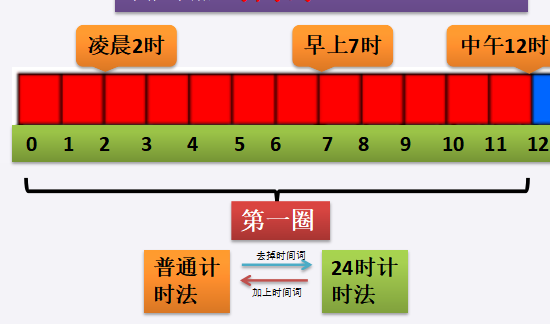 凌晨2时 早上7时 中午12时
0 1 2 3 4 5 6 7 8 9 10 11 12
第一圈
普通计
时法
去掉时间词
加上时间词
24时计
时法